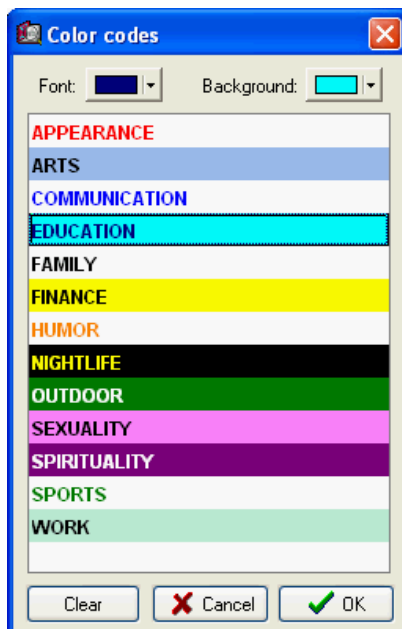 Color codes
Font: Background:
APPEARANCE
ARTS
COMMUNICATION
EDUCATION
FAMILY
FINANCE
HUMOR
NIGHTLIFE
OUTDOOR
SEXUALITY
SPIRITUALITY
SPORTS
WORK
Clear Cancel OK